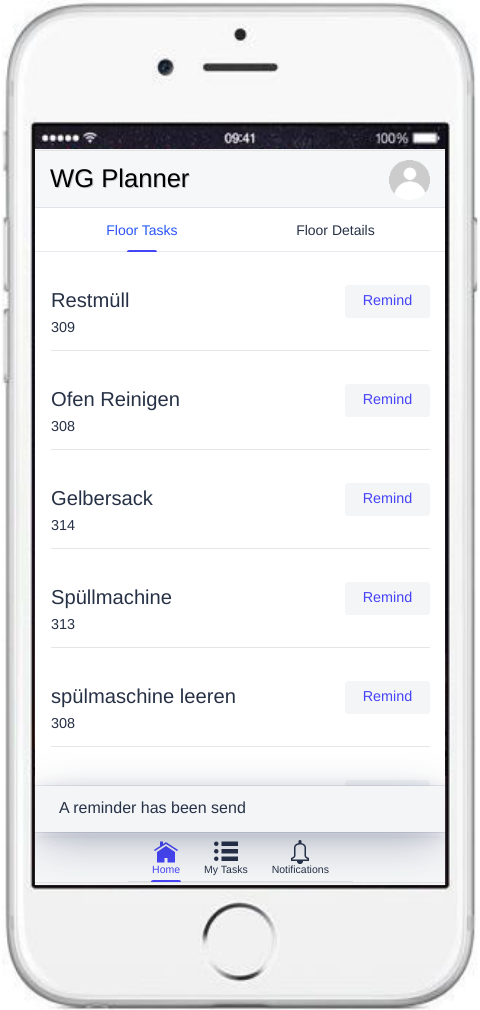 09:41 100%
WG Planner
Floor Tasks Floor Details
Restmüll Remind
309
Ofen Reinigen Remind
308
Gelbersack Remind
314
Spüllmachine Remind
313
spülmaschine leeren Remind
308
A reminder has been send
Home My Tasks Notifications